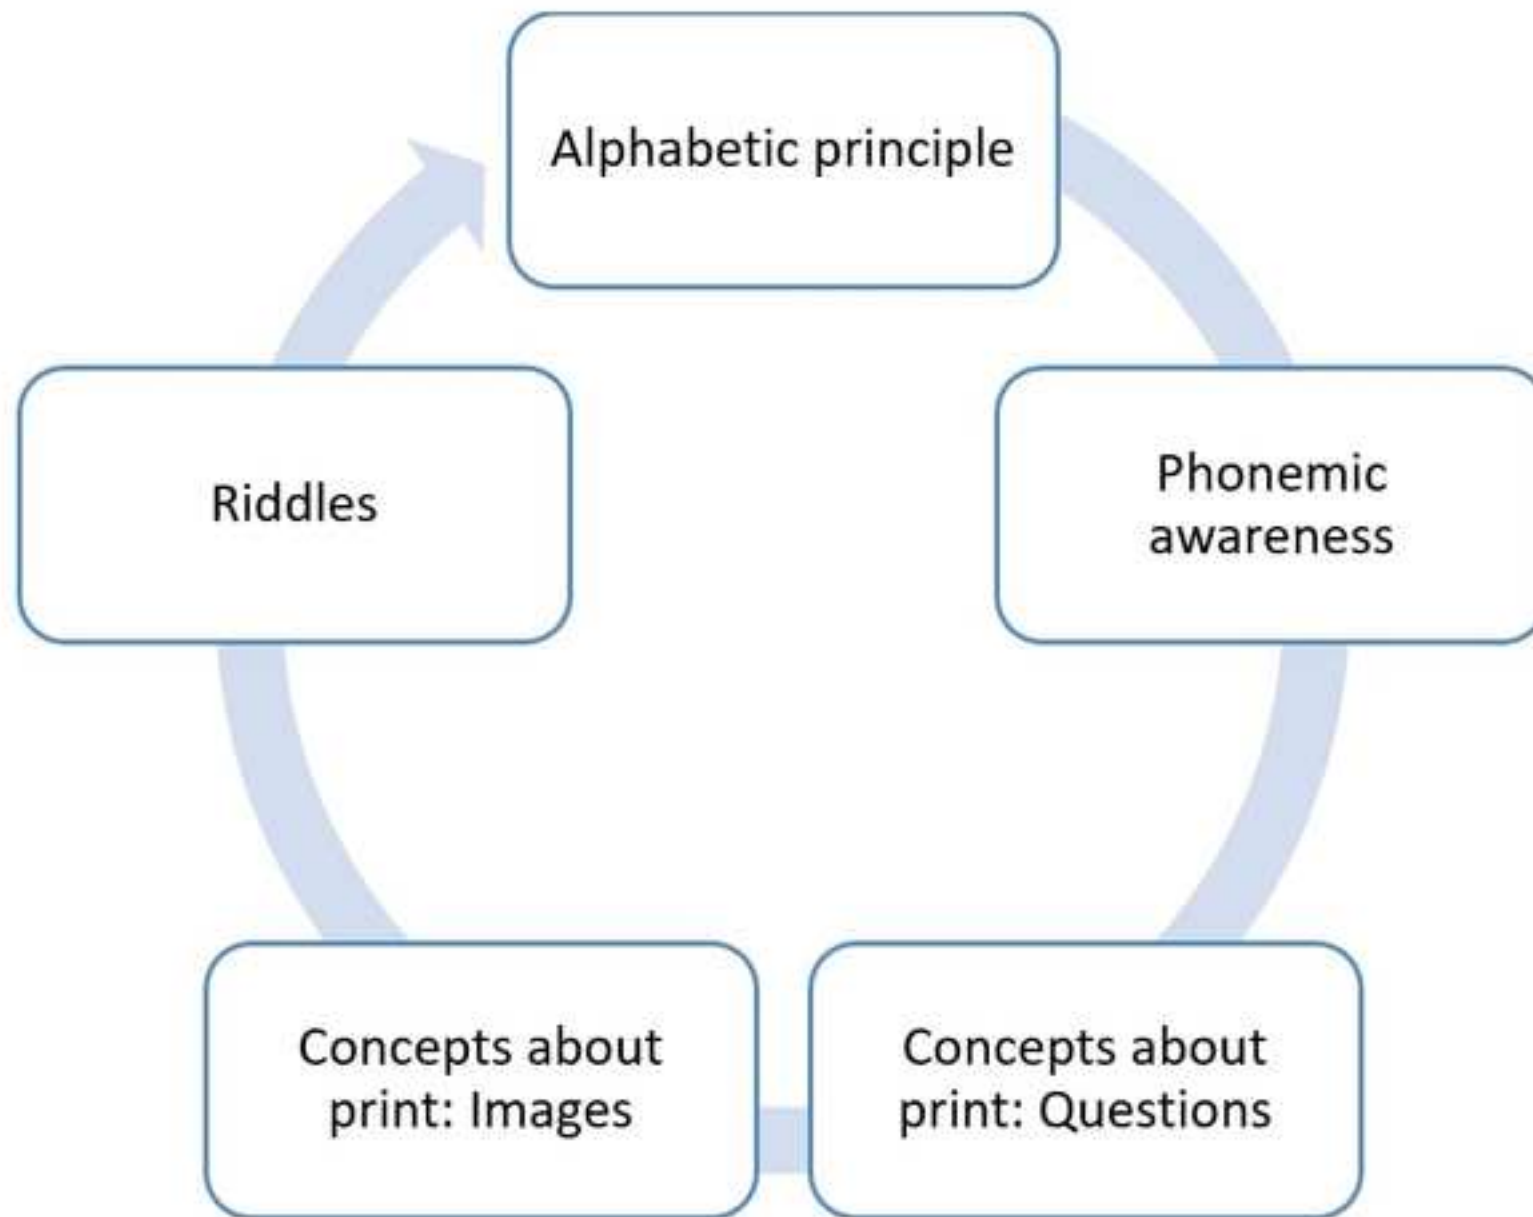 Alphabetic principle
Phonemic
awareness
Concepts about
print: Questions
Concepts about
print: Images
Riddles